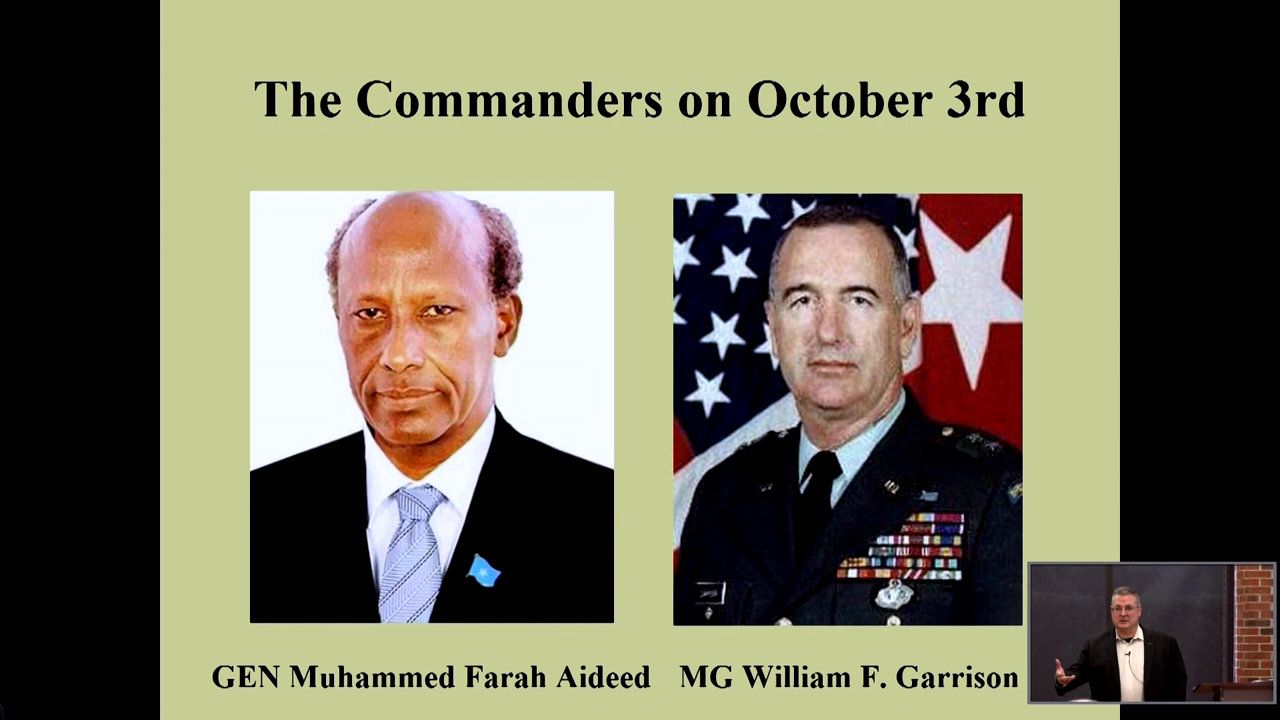 The Commanders on October 3rd
GEN Muhammed Farah Aideed
MG William F. Garrison